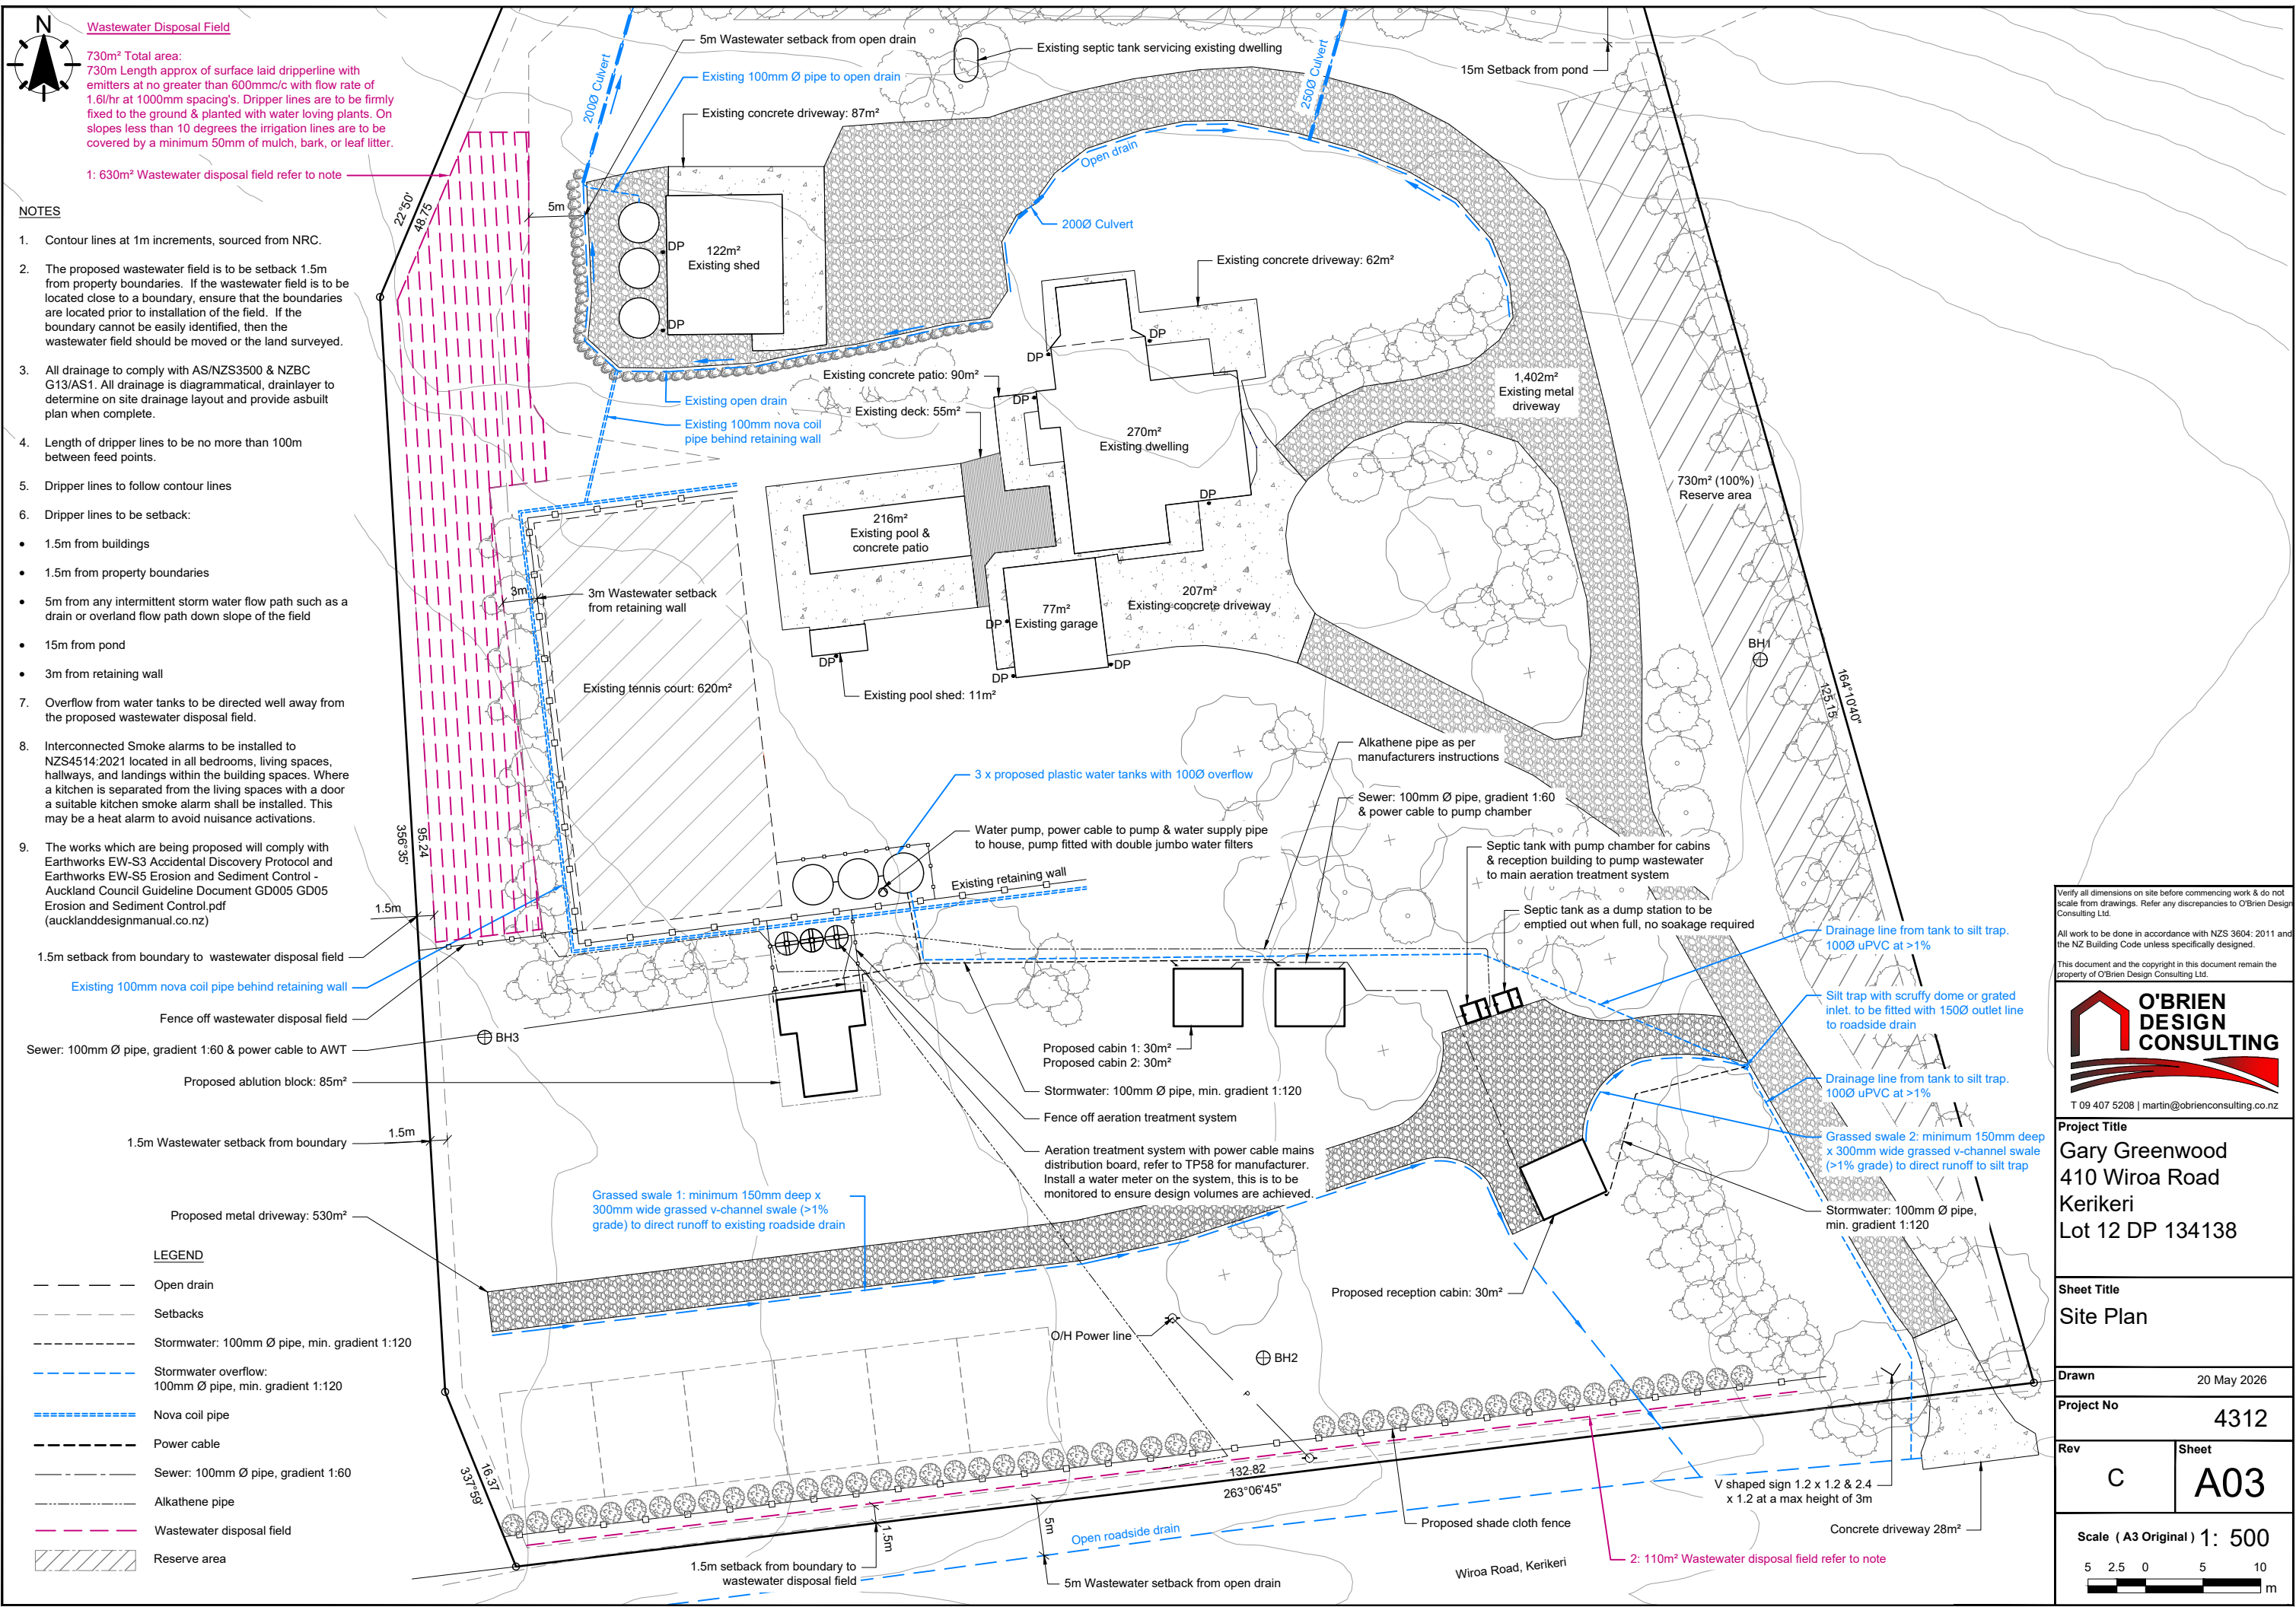 N
Wastewater Disposal Field
730m² Total area:
730m Length approx of surface laid dripperline with
emitters at no greater than 600mmc/c with flow rate of
1.6l/hr at 1000mm spacing's. Dripper lines are to be firmly
fixed to the ground & planted with water loving plants. On
slopes less than 10 degrees the irrigation lines are to be
covered by a minimum 50mm of mulch, bark, or leaf litter.
1: 630m² Wastewater disposal field refer to note
NOTES
1. Contour lines at 1m increments, sourced from NRC.
2. The proposed wastewater field is to be setback 1.5m
from property boundaries. If the wastewater field is to be
located close to a boundary, ensure that the boundaries
are located prior to installation of the field. If the
boundary cannot be easily identified, then the
wastewater field should be moved or the land surveyed.
3. All drainage to comply with AS/NZS3500 & NZBC
G13/AS1. All drainage is diagrammatical, drainlayer to
determine on site drainage layout and provide asbuilt
plan when complete.
4. Length of dripper lines to be no more than 100m
between feed points.
5. Dripper lines to follow contour lines
6. Dripper lines to be setback:
• 1.5m from buildings
• 1.5m from property boundaries
• 5m from any intermittent storm water flow path such as a
drain or overland flow path down slope of the field
• 15m from pond
• 3m from retaining wall
7. Overflow from water tanks to be directed well away from
the proposed wastewater disposal field.
8. Interconnected Smoke alarms to be installed to
NZS4514:2021 located in all bedrooms, living spaces,
hallways, and landings within the building spaces. Where
a kitchen is separated from the living spaces with a door
a suitable kitchen smoke alarm shall be installed. This
may be a heat alarm to avoid nuisance activations.
9. The works which are being proposed will comply with
Earthworks EW-S3 Accidental Discovery Protocol and
Earthworks EW-S5 Erosion and Sediment Control -
Auckland Council Guideline Document GD005 GD05
Erosion and Sediment Control.pdf
(aucklanddesignmanual.co.nz)
1.5m
1.5m setback from boundary to wastewater disposal field
Existing 100mm nova coil pipe behind retaining wall
Fence off wastewater disposal field
Sewer: 100mm Ø pipe, gradient 1:60 & power cable to AWT
Proposed ablution block: 85m²
1.5m Wastewater setback from boundary
1.5m
Proposed metal driveway: 530m²
LEGEND
Open drain
Setbacks
Stormwater: 100mm Ø pipe, min. gradient 1:120
Stormwater overflow:
100mm Ø pipe, min. gradient 1:120
Nova coil pipe
Power cable
Sewer: 100mm Ø pipe, gradient 1:60
Alkathene pipe
Wastewater disposal field
Reserve area
22°50'
48.75
356°35'
95.24
337°59'
16.37
5m Wastewater setback from open drain
Existing 100mm Ø pipe to open drain
Existing concrete driveway: 87m²
200Ø Culvert
5m
DP
DP
122m²
Existing shed
Existing septic tank servicing existing dwelling
250Ø Culvert
15m Setback from pond
Open drain
200Ø Culvert
Existing concrete driveway: 62m²
DP
DP
DP
Existing concrete patio: 90m²
Existing deck: 55m²
Existing open drain
Existing 100mm nova coil
pipe behind retaining wall
270m²
Existing dwelling
1,402m²
Existing metal
driveway
730m² (100%)
Reserve area
DP
216m²
Existing pool &
concrete patio
3m
3m Wastewater setback
from retaining wall
207m²
Existing concrete driveway
77m²
Existing garage
DP
DP
DP
DP
Existing pool shed: 11m²
Existing tennis court: 620m²
BH1
164°10'40"
125.15
Alkathene pipe as per
manufacturers instructions
3 x proposed plastic water tanks with 100Ø overflow
Sewer: 100mm Ø pipe, gradient 1:60
& power cable to pump chamber
Water pump, power cable to pump & water supply pipe
to house, pump fitted with double jumbo water filters
Existing retaining wall
Septic tank with pump chamber for cabins
& reception building to pump wastewater
to main aeration treatment system
Septic tank as a dump station to be
emptied out when full, no soakage required
Drainage line from tank to silt trap.
100Ø uPVC at >1%
Silt trap with scruffy dome or grated
inlet. to be fitted with 150Ø outlet line
to roadside drain
Drainage line from tank to silt trap.
100Ø uPVC at >1%
Grassed swale 2: minimum 150mm deep
x 300mm wide grassed v-channel swale
(>1% grade) to direct runoff to silt trap
Stormwater: 100mm Ø pipe,
min. gradient 1:120
BH3
Proposed cabin 1: 30m²
Proposed cabin 2: 30m²
Stormwater: 100mm Ø pipe, min. gradient 1:120
Fence off aeration treatment system
Aeration treatment system with power cable mains
distribution board, refer to TP58 for manufacturer.
Install a water meter on the system, this is to be
monitored to ensure design volumes are achieved.
Grassed swale 1: minimum 150mm deep x
300mm wide grassed v-channel swale (>1%
grade) to direct runoff to existing roadside drain
Proposed reception cabin: 30m²
O/H Power line
BH2
P
132.82
263°06'45"
V shaped sign 1.2 x 1.2 & 2.4
x 1.2 at a max height of 3m
Proposed shade cloth fence
Concrete driveway 28m²
Open roadside drain
1.5m
5m
1.5m setback from boundary to
wastewater disposal field
5m Wastewater setback from open drain
Wiroa Road, Kerikeri
2: 110m² Wastewater disposal field refer to note
Verify all dimensions on site before commencing work & do not
scale from drawings. Refer any discrepancies to O'Brien Design
Consulting Ltd.
All work to be done in accordance with NZS 3604: 2011 and
the NZ Building Code unless specifically designed.
This document and the copyright in this document remain the
property of O'Brien Design Consulting Ltd.
O'BRIEN
DESIGN
CONSULTING
T 09 407 5208 | martin@obrienconsulting.co.nz
Project Title
Gary Greenwood
410 Wiroa Road
Kerikeri
Lot 12 DP 134138
Sheet Title
Site Plan
Drawn 20 May 2026
Project No 4312
Rev C
Sheet A03
Scale ( A3 Original ) 1: 500
5 2.5 0 5 10
m